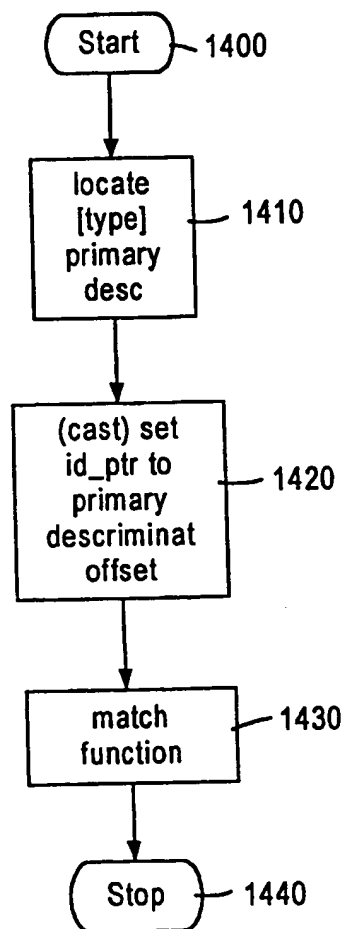 Start
1400
locate
[type]
primary
desc
1410
(cast) set
id_ptr to
primary
descriminat
offset
1420
match
function
1430
Stop
1440